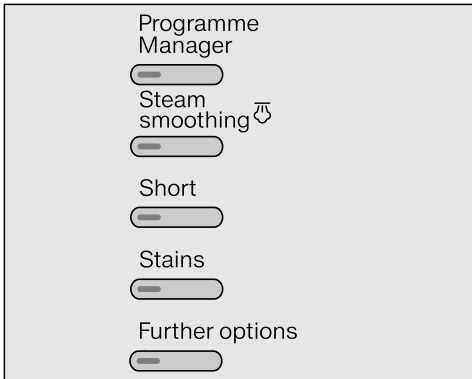 Programme
Manager
Steam
smoothing
Short
Stains
Further options